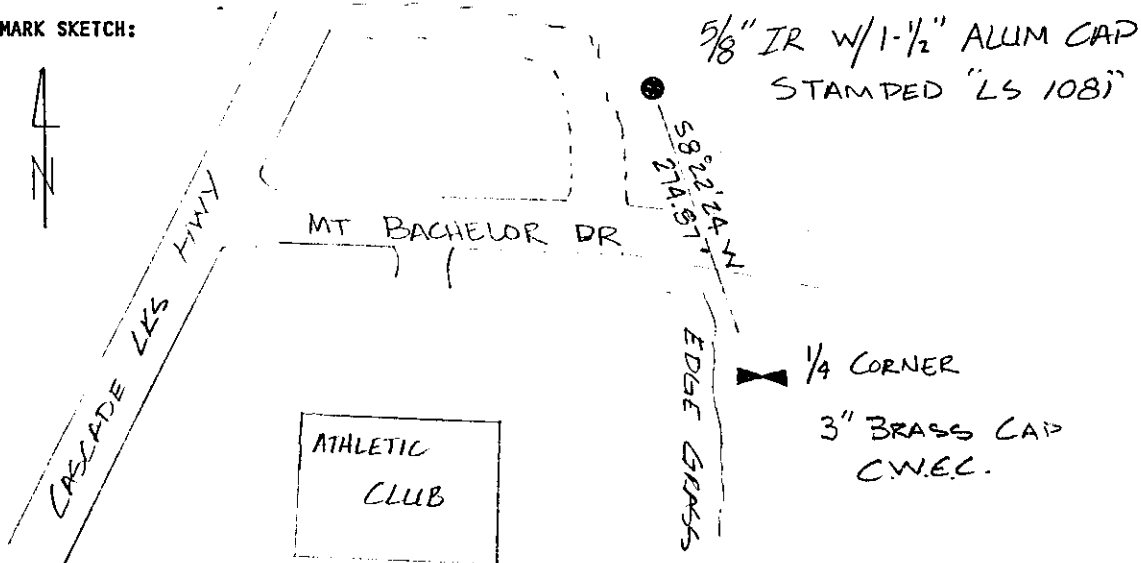 MARK SKETCH:
5/8" IR W/1-1/2" ALUM CAP
STAMPED "LS 1081"
N
S8°22'24 W
274.87'
CASCADE LKS HWY
MT BACHELOR DR
EDGE GRASS
1/4 CORNER
3" BRASS CAP
C.W.E.C.
ATHLETIC
CLUB